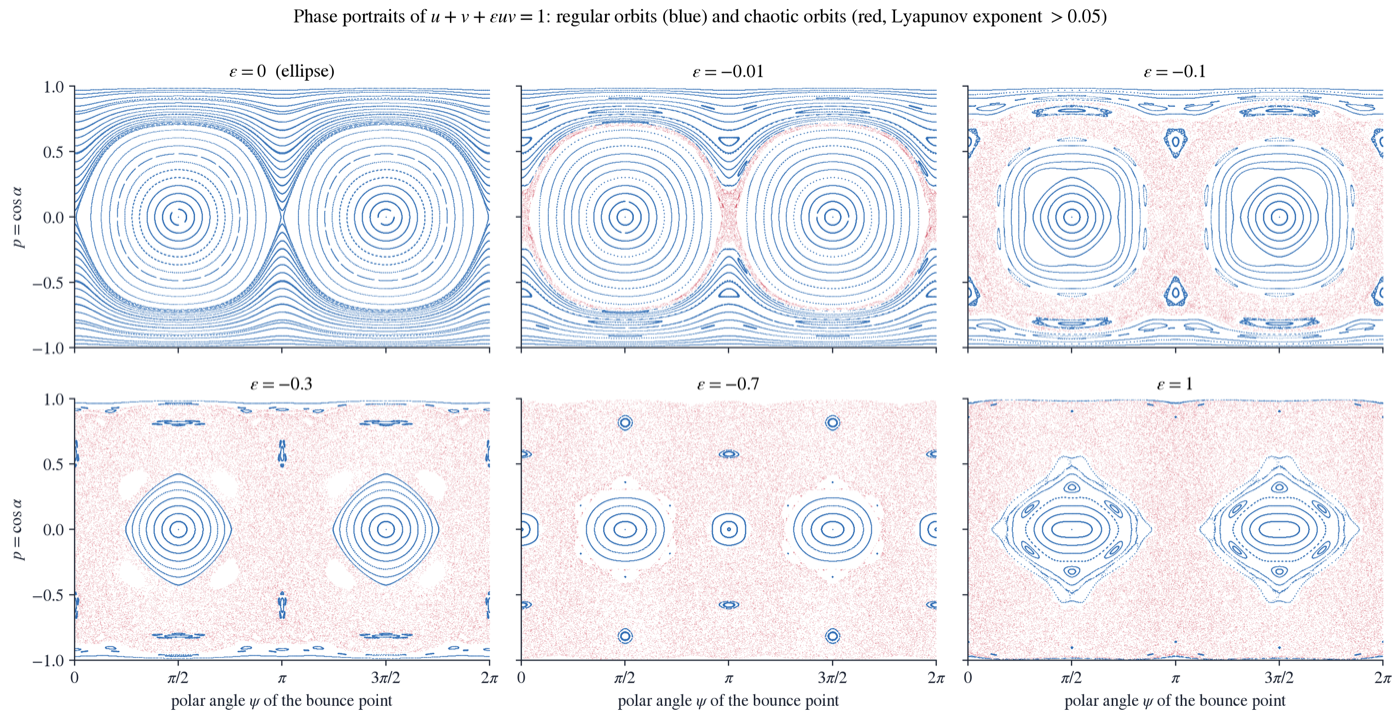 Phase portraits of u + v + εuv = 1: regular orbits (blue) and chaotic orbits (red, Lyapunov exponent > 0.05)
ε = 0 (ellipse)
ε = −0.01
ε = −0.1
1.0
0.5
0.0
−0.5
−1.0
p = cos α
ε = −0.3
ε = −0.7
ε = 1
1.0
0.5
0.0
−0.5
−1.0
p = cos α
0 π/2 π 3π/2 2π
0 π/2 π 3π/2 2π
0 π/2 π 3π/2 2π
polar angle ψ of the bounce point
polar angle ψ of the bounce point
polar angle ψ of the bounce point